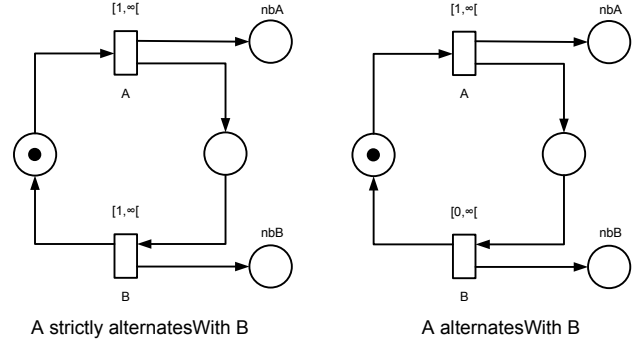 [1,∞[
nbA
A
[1,∞[
nbB
B
A strictly alternatesWith B
[1,∞[
nbA
A
[0,∞[
nbB
B
A alternatesWith B